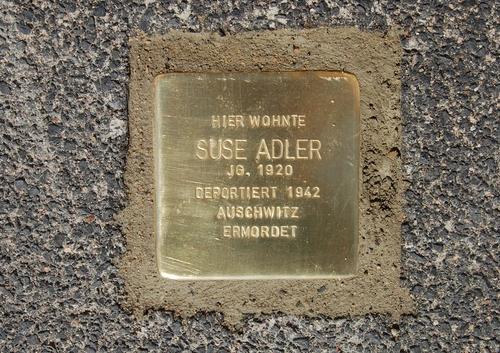 HIER WOHNTE
SUSE ADLER
JG. 1920
DEPORTIERT 1942
AUSCHWITZ
ERMORDET